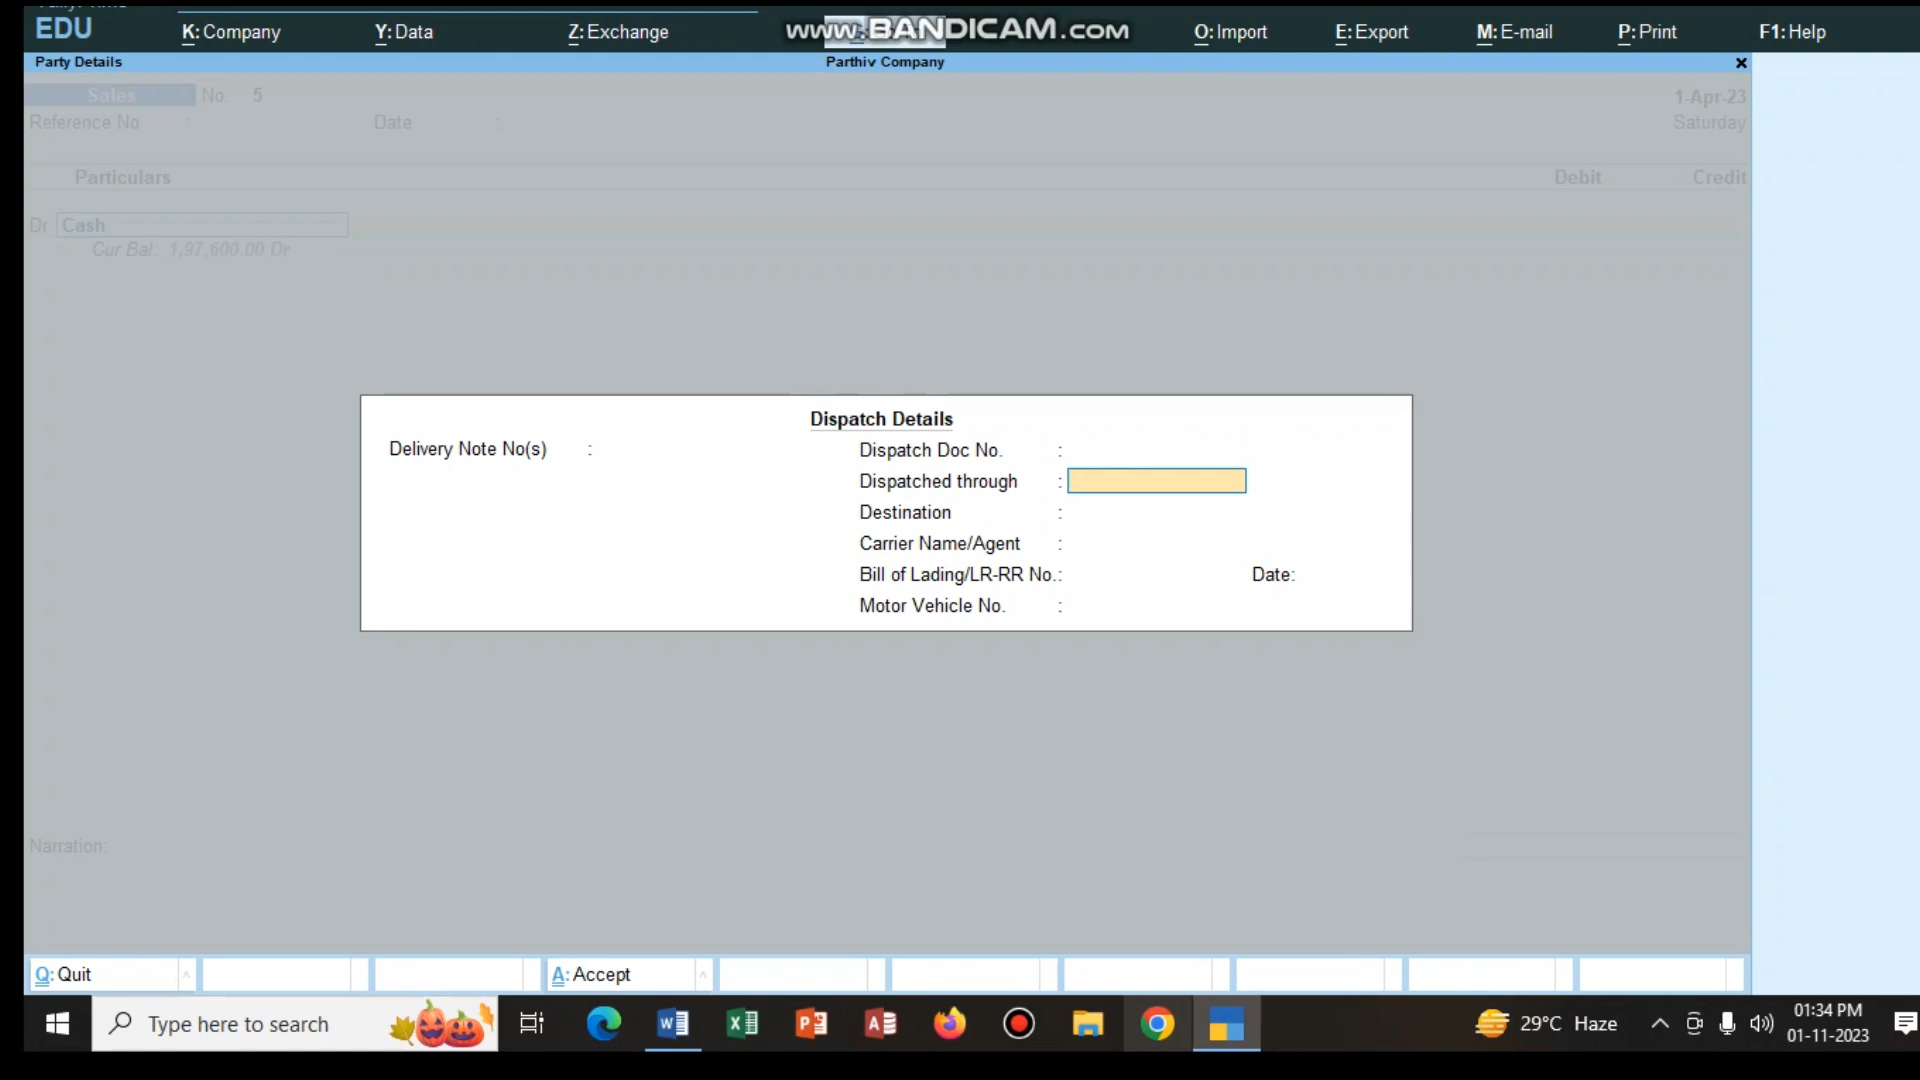 EDU
K: Company
Y: Data
Z: Exchange
www.BANDICAM.com
O: Import
E: Export
M: E-mail
P: Print
F1: Help
Party Details
Parthiv Company
×
Sales No. 5
1-Apr-23
Reference No :
Date :
Saturday
Particulars
Debit Credit
Dr Cash
Cur Bal: 1,97,600.00 Dr
Dispatch Details
Delivery Note No(s) :
Dispatch Doc No. :
Dispatched through :
Destination :
Carrier Name/Agent :
Bill of Lading/LR-RR No. : Date:
Motor Vehicle No. :
Narration:
Q: Quit
A: Accept
Type here to search
29°C Haze
01:34 PM
01-11-2023